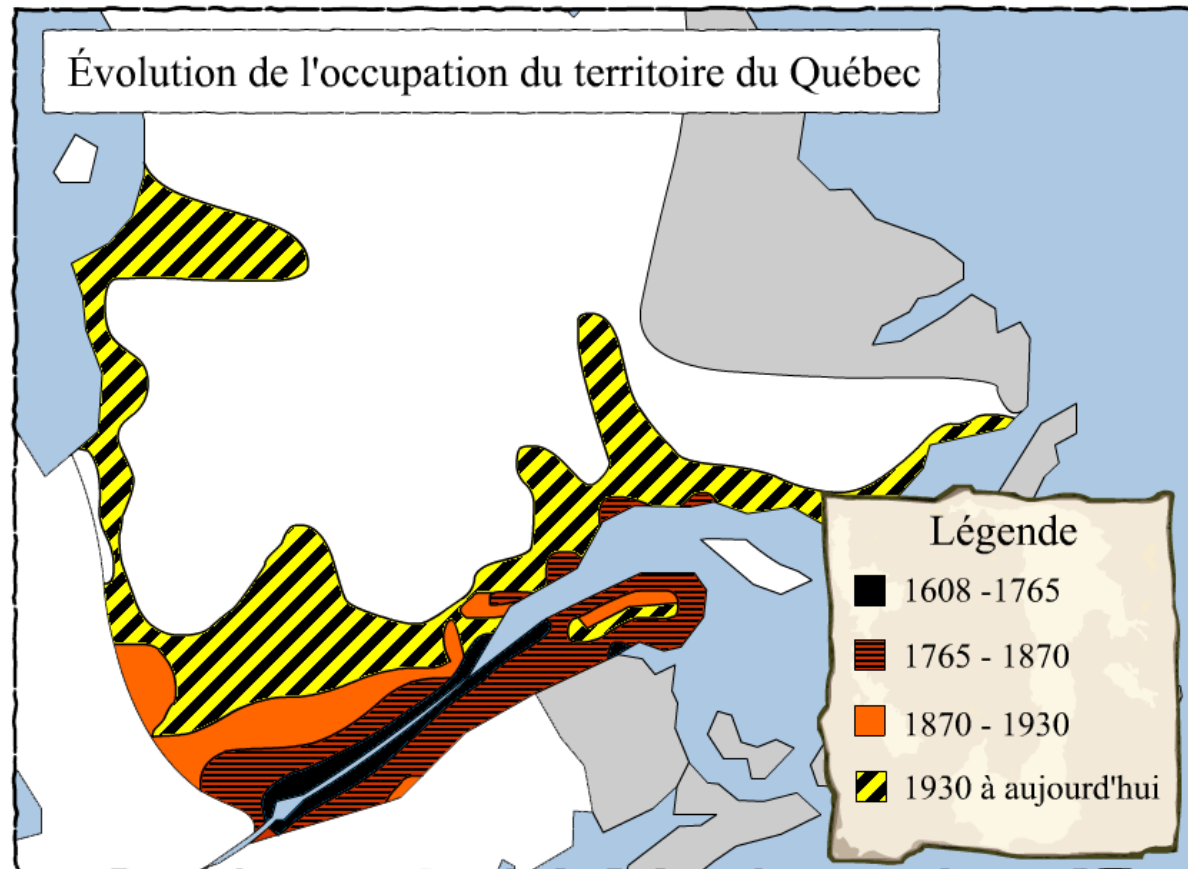 Évolution de l'occupation du territoire du Québec
Légende
1608 -1765
1765 - 1870
1870 - 1930
1930 à aujourd'hui